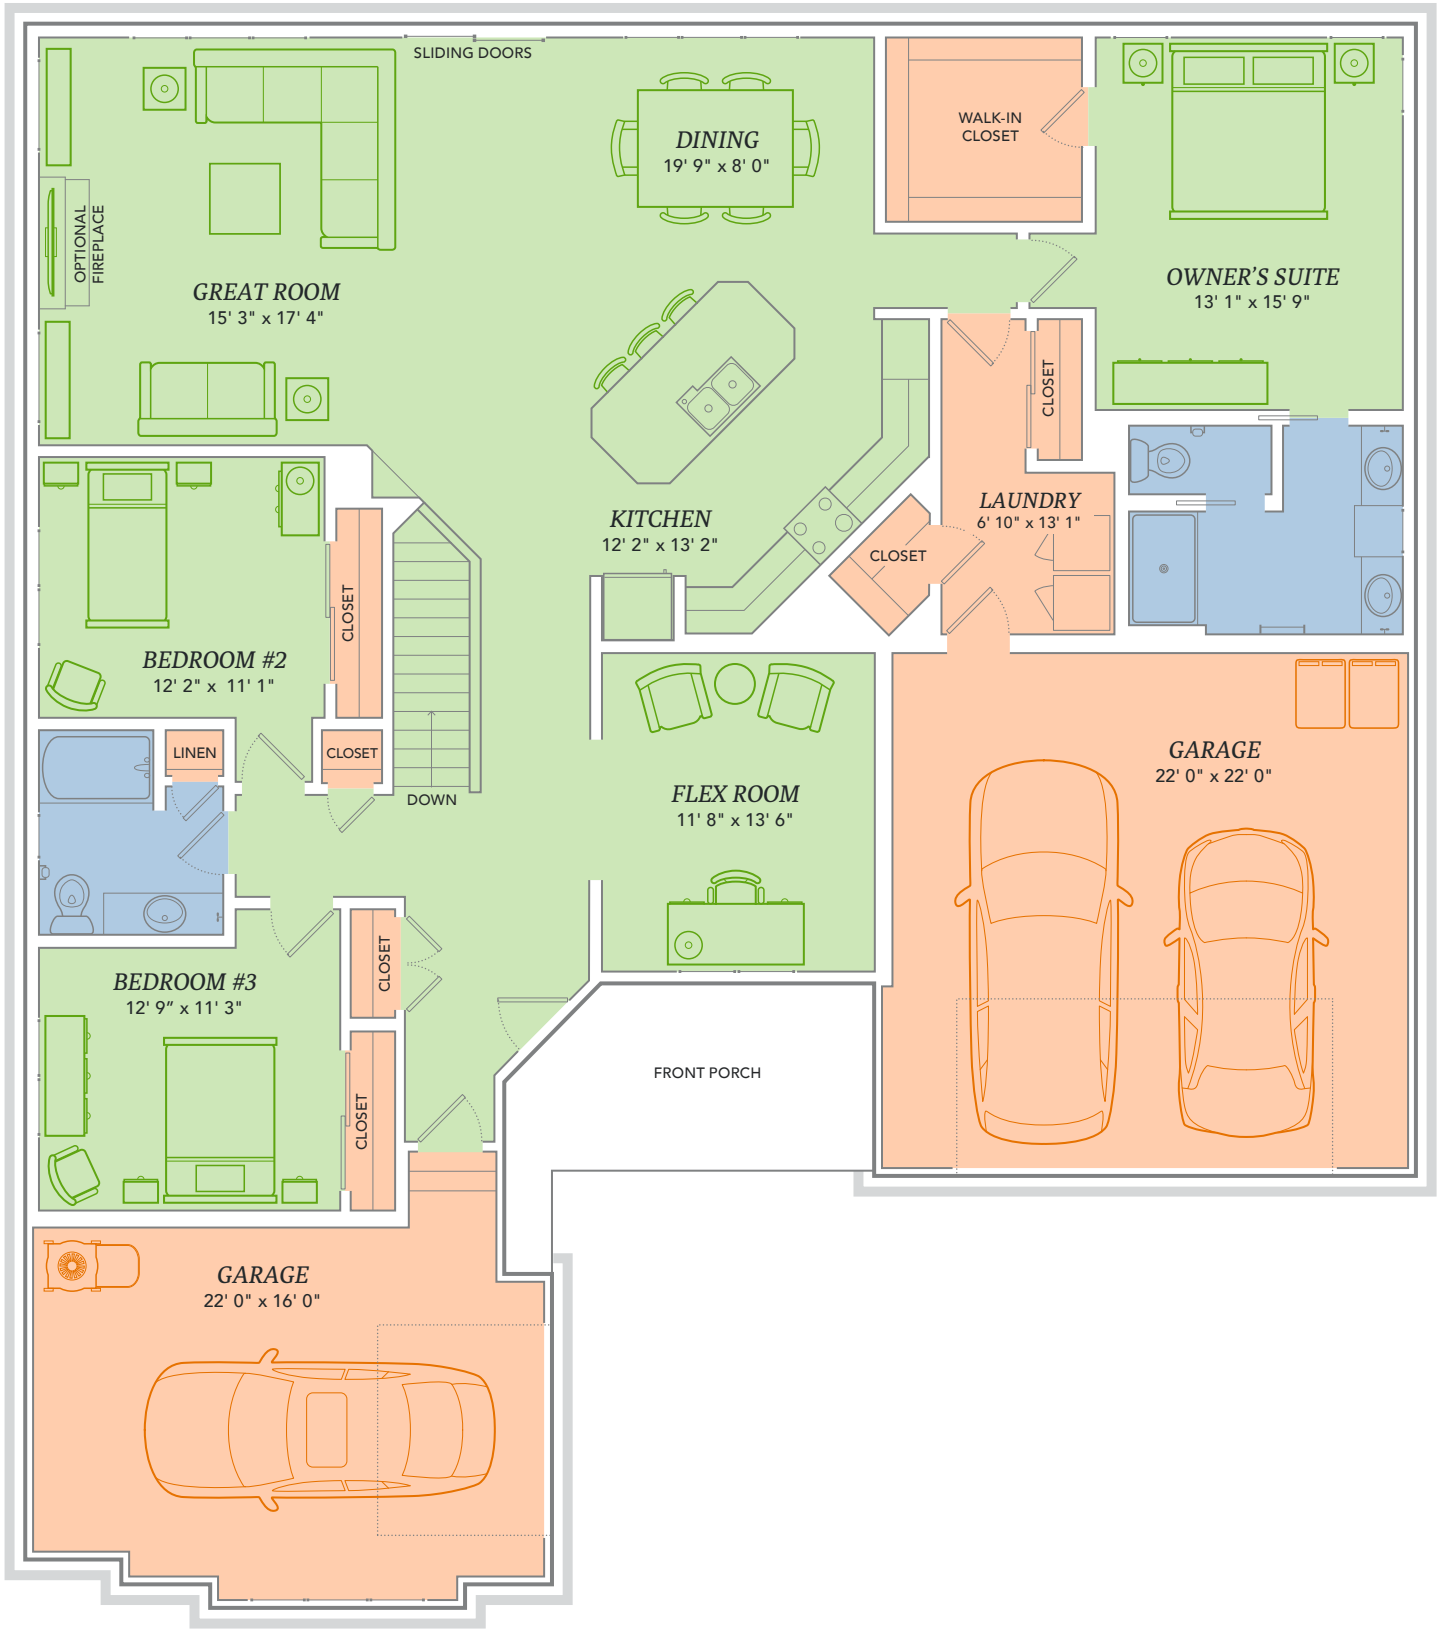 SLIDING DOORS
DINING
19' 9" x 8' 0"
WALK-IN
CLOSET
OPTIONAL
FIREPLACE
GREAT ROOM
15' 3" x 17' 4"
OWNER’S SUITE
13' 1" x 15' 9"
CLOSET
KITCHEN
12' 2" x 13' 2"
LAUNDRY
6' 10" x 13' 1"
CLOSET
CLOSET
BEDROOM #2
12' 2" x 11' 1"
LINEN
CLOSET
DOWN
FLEX ROOM
11' 8" x 13' 6"
GARAGE
22' 0" x 22' 0"
BEDROOM #3
12' 9” x 11' 3"
CLOSET
CLOSET
FRONT PORCH
GARAGE
22' 0" x 16' 0"